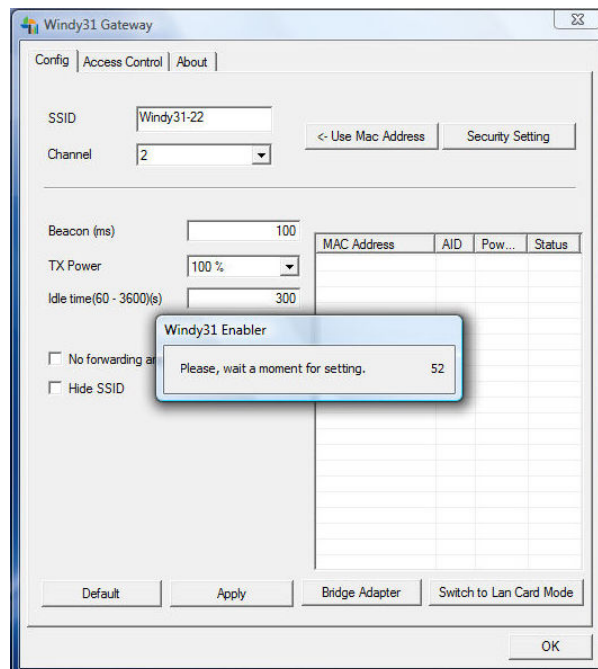 Windy31 Gateway
Config Access Control About
SSID Windy31-22
<- Use Mac Address Security Setting
Channel 2
Beacon (ms) 100
MAC Address AID Pow... Status
TX Power 100 %
Idle time(60 - 3600)(s) 300
Windy31 Enabler
No forwarding
Please, wait a moment for setting. 52
Hide SSID
Default Apply Bridge Adapter Switch to Lan Card Mode
OK